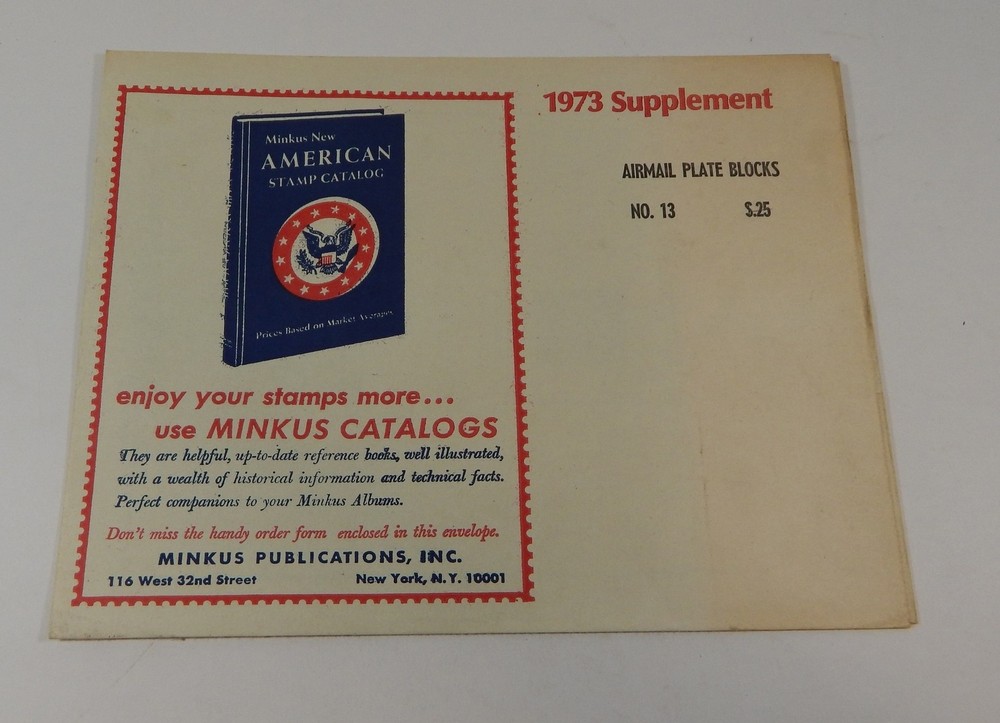 1973 Supplement
AIRMAIL PLATE BLOCKS
NO. 13 $.25
Minkus New
AMERICAN
STAMP CATALOG
Prices Based on Market Averages
enjoy your stamps more...
use MINKUS CATALOGS
They are helpful, up-to-date reference books, well illustrated,
with a wealth of historical information and technical facts.
Perfect companions to your Minkus Albums.
Don't miss the handy order form enclosed in this envelope.
MINKUS PUBLICATIONS, INC.
116 West 32nd Street New York, N.Y. 10001